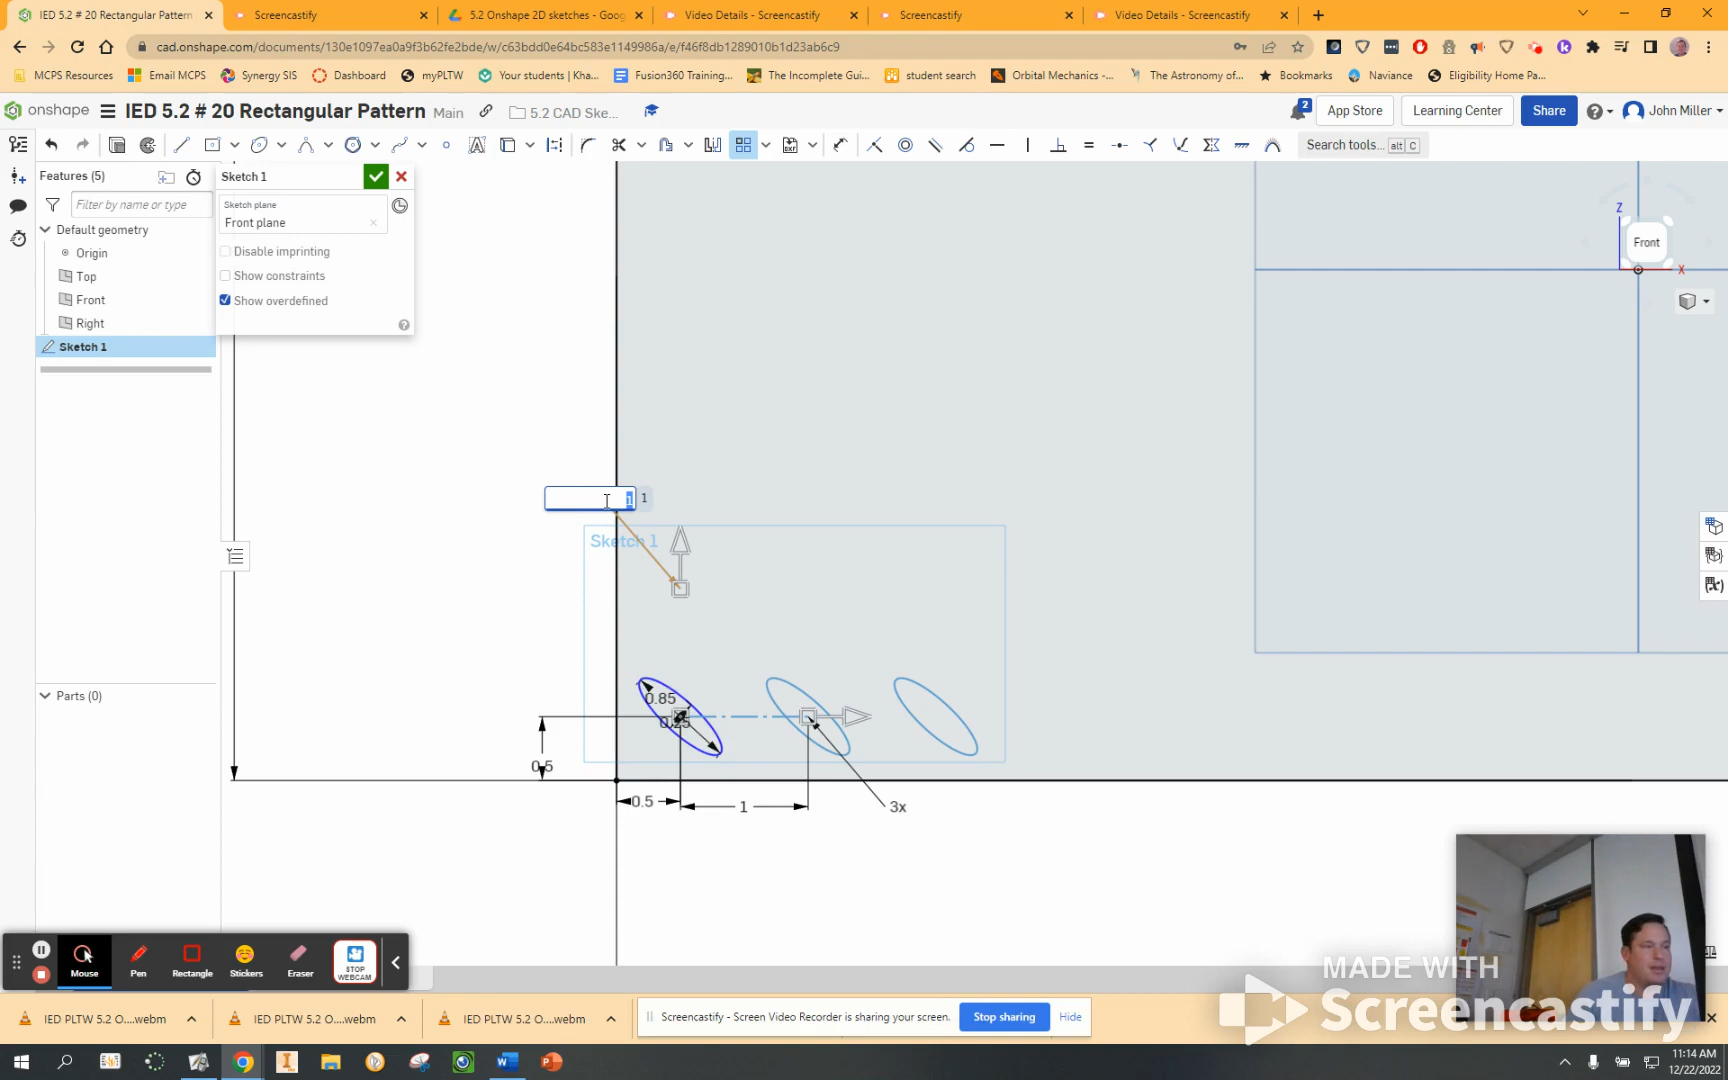 IED 5.2 # 20 Rectangular Pattern
Screencastify
5.2 Onshape 2D sketches - Goog
Video Details - Screencastify
Screencastify
Video Details - Screencastify
cad.onshape.com/documents/130e1097ea0a9f3b62fe2bde/w/c63bdd0e64bc583e1149986a/e/f46f8db1289010b1d23ab6c9
MCPS Resources
Email MCPS
Synergy SIS
Dashboard
myPLTW
Your students | Kha...
Fusion360 Training...
The Incomplete Gui...
student search
Orbital Mechanics -...
The Astronomy of...
Bookmarks
Naviance
Eligibility Home Pa...
onshape
IED 5.2 # 20 Rectangular Pattern
Main
5.2 CAD Ske...
2
App Store
Learning Center
Share
John Miller
Search tools... alt C
Features (5)
Filter by name or type
Default geometry
Origin
Top
Front
Right
Sketch 1
Parts (0)
Sketch 1
Sketch plane
Front plane
Disable imprinting
Show constraints
Show overdefined
Z
Front
X
1 1
Sketch 1
0.85
0.25
0.5
0.5
1
3x
Mouse
Pen
Rectangle
Stickers
Eraser
STOP
WEBCAM
MADE WITH
Screencastify
IED PLTW 5.2 O....webm
IED PLTW 5.2 O....webm
IED PLTW 5.2 O....webm
Screencastify - Screen Video Recorder is sharing your screen.
Stop sharing
Hide
11:14 AM
12/22/2022